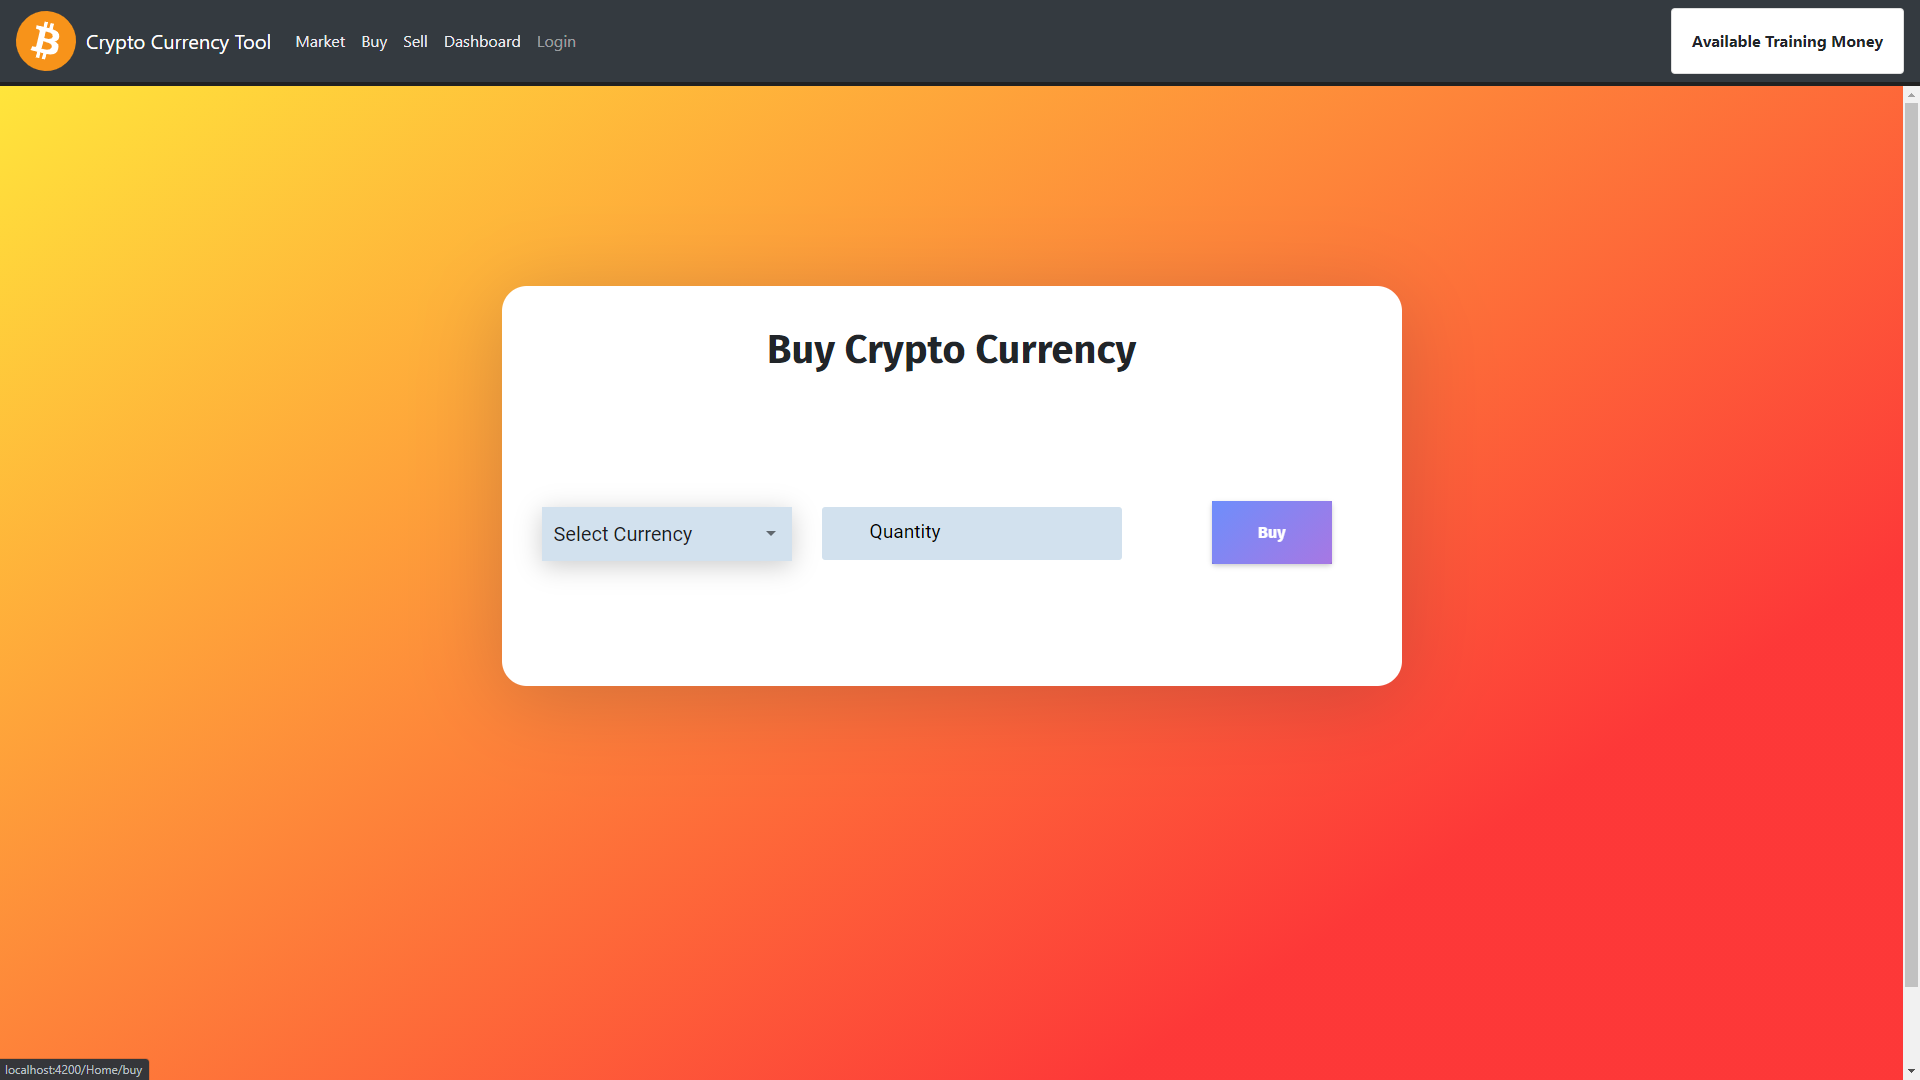 Crypto Currency Tool Market Buy Sell Dashboard Login Available Training Money
Buy Crypto Currency
Select Currency Quantity Buy
localhost:4200/Home/buy